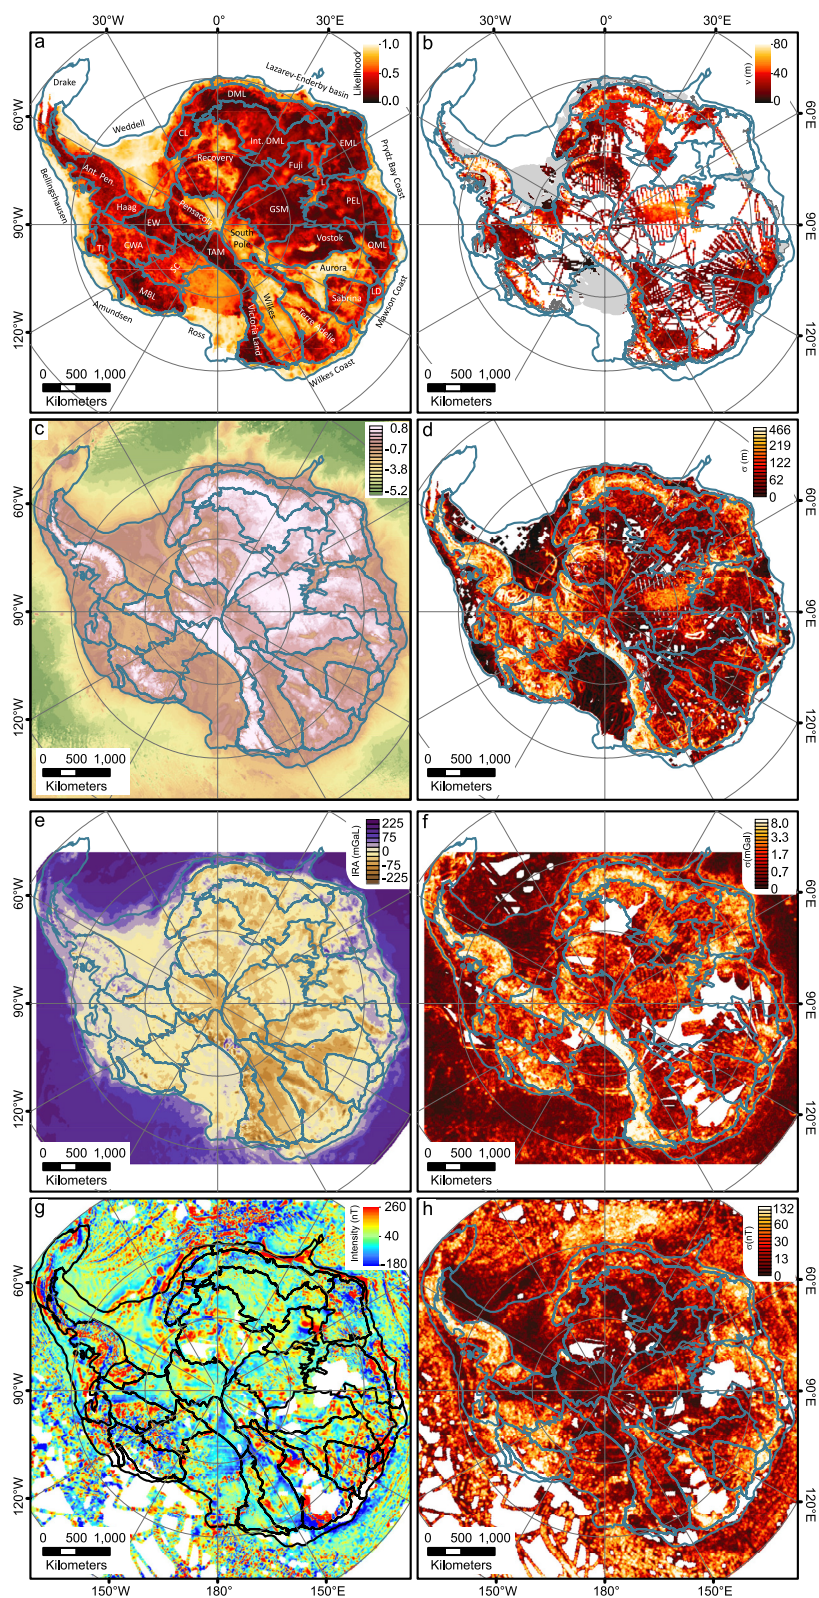 30°W 0° 30°E
a
1.0
0.5
0.0
Likelihood
Drake
Lazarev-Enderby basin
DML
Weddell
60°W
CL
Int. DML
EML
Recovery
Fuji
Prydz Bay Coast
Ant. Pen.
Bellingshausen
PEL
Haag
Pensacola
GSM
EW
90°W
South
Pole
Vostok
QML
TI
CWA
TAM
Aurora
LD
MBL
Sabrina
Mawson Coast
Wilkes
Amundsen
Terre Adelie
Victoria Land
Ross
120°W
Wilkes Coast
0 500 1,000
Kilometers
b
80
40
0
ν (m)
60°E
90°E
120°E
0 500 1,000
Kilometers
c
0.8
-0.7
-3.8
-5.2
60°W
90°W
120°W
0 500 1,000
Kilometers
d
466
219
122
62
0
σ (m)
60°E
90°E
120°E
0 500 1,000
Kilometers
e
225
75
0
-75
-225
IRA (mGaL)
60°W
90°W
120°W
0 500 1,000
Kilometers
f
8.0
3.3
1.7
0.7
0
σ(mGal)
60°E
90°E
120°E
0 500 1,000
Kilometers
g
260
40
-180
Intensity (nT)
60°W
90°W
120°W
0 500 1,000
Kilometers
h
132
60
30
13
0
σ(nT)
60°E
90°E
120°E
0 500 1,000
Kilometers
150°W 180° 150°E
150°W 180° 150°E